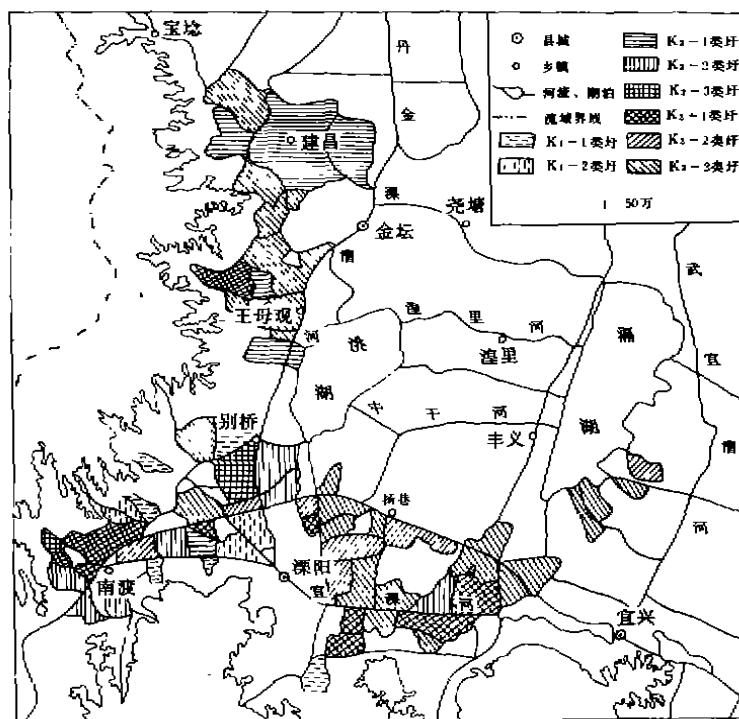 宝埝
丹
金
溧
漕
河
建昌
金坛
尧塘
王母观
湟里河
湟里
洮
湖
北干河
丰义
滆
湖
武
宜
漕
河
别桥
杨巷
南渡
溧阳
宜
溧
河
宜兴
县城
乡镇
河道、湖泊
流域界线
K₁-1类圩
K₁-2类圩
K₂-1类圩
K₂-2类圩
K₂-3类圩
K₃-1类圩
K₃-2类圩
K₃-3类圩
50万